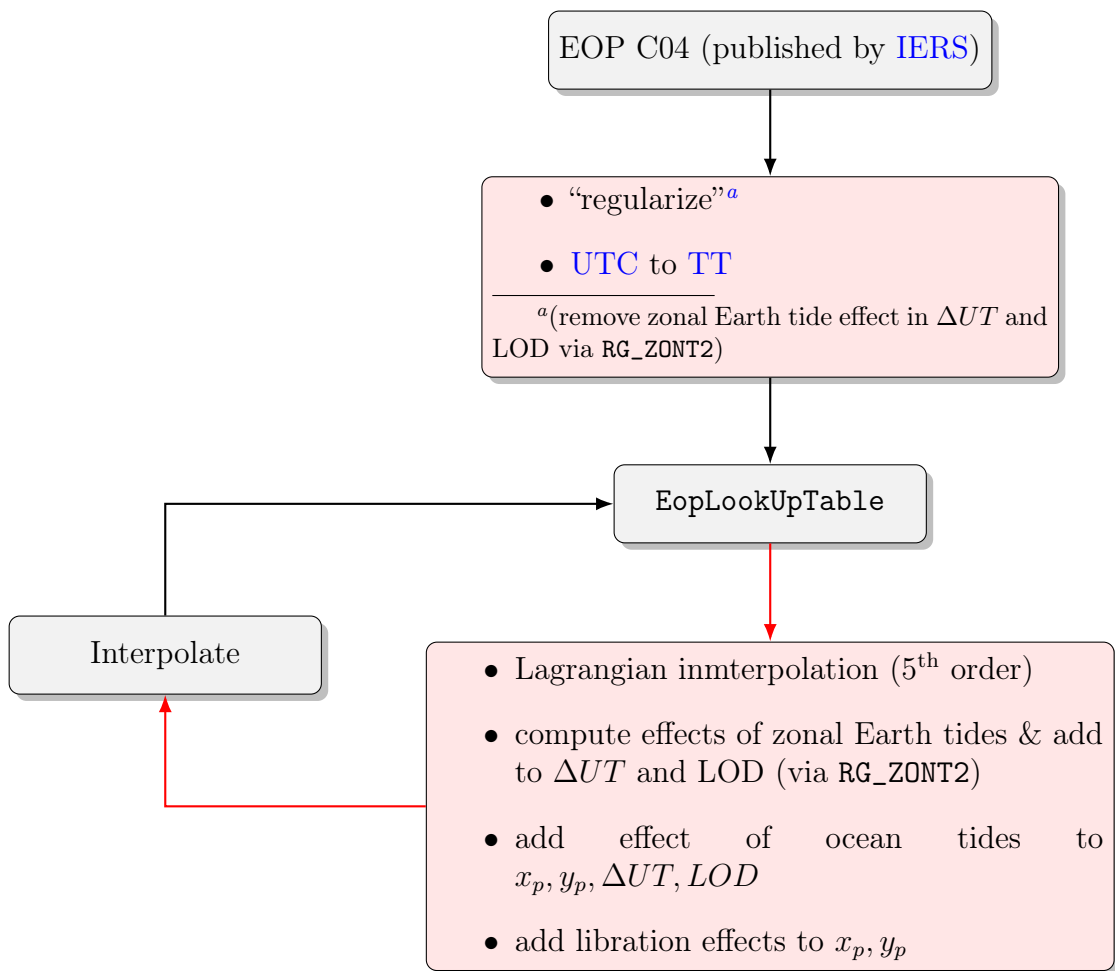 EOP C04 (published by IERS)
• “regularize”ᵃ
• UTC to TT
ᵃ(remove zonal Earth tide effect in ΔUT and
LOD via RG_ZONT2)
EopLookUpTable
Interpolate
• Lagrangian inmterpolation (5ᵗʰ order)
• compute effects of zonal Earth tides & add
to ΔUT and LOD (via RG_ZONT2)
• add effect of ocean tides to
xₚ, yₚ, ΔUT, LOD
• add libration effects to xₚ, yₚ